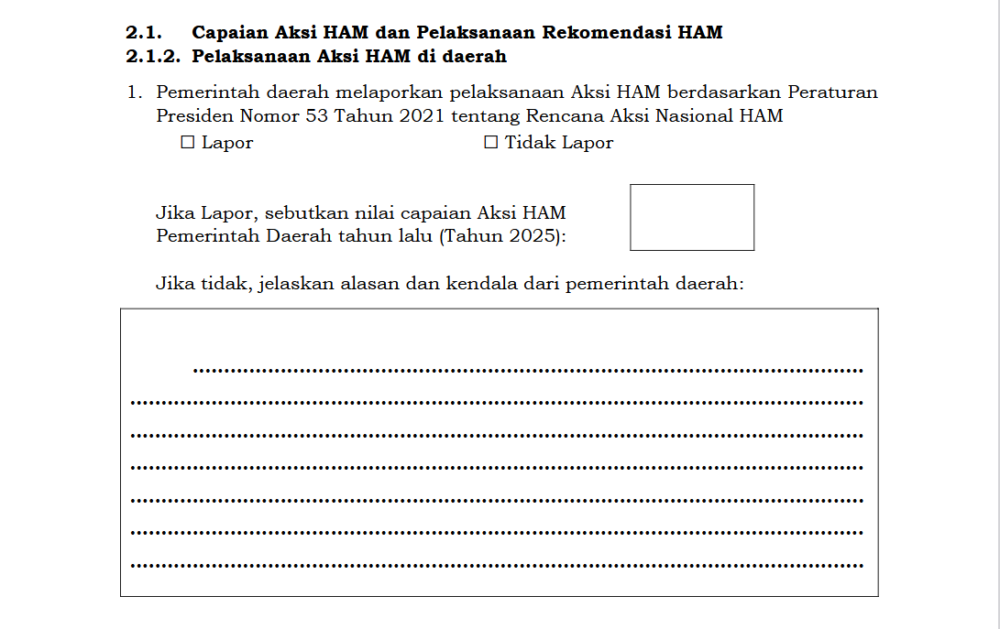 2.1. Capaian Aksi HAM dan Pelaksanaan Rekomendasi HAM
2.1.2. Pelaksanaan Aksi HAM di daerah
1. Pemerintah daerah melaporkan pelaksanaan Aksi HAM berdasarkan Peraturan
Presiden Nomor 53 Tahun 2021 tentang Rencana Aksi Nasional HAM
☐ Lapor ☐ Tidak Lapor
Jika Lapor, sebutkan nilai capaian Aksi HAM
Pemerintah Daerah tahun lalu (Tahun 2025):
Jika tidak, jelaskan alasan dan kendala dari pemerintah daerah: